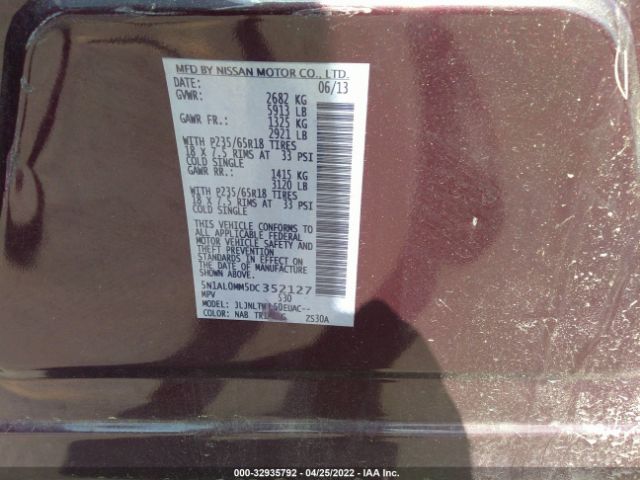 MFD BY NISSAN MOTOR CO., LTD.
DATE: 06/13
GVWR: 2682 KG
5913 LB
GAWR FR.: 1325 KG
2921 LB
WITH P235/65R18 TIRES
18 X 7.5 RIMS AT 33 PSI
COLD SINGLE
GAWR RR.: 1415 KG
3120 LB
WITH P235/65R18 TIRES
18 X 7.5 RIMS AT 33 PSI
COLD SINGLE
THIS VEHICLE CONFORMS TO
ALL APPLICABLE FEDERAL
MOTOR VEHICLE SAFETY AND
THEFT PREVENTION
STANDARDS IN EFFECT ON
THE DATE OF MANUFACTURE
SHOWN ABOVE.
5N1AL0MM5DC352127
MPV S30
MODEL:
COLOR: NAB ZS30A
000-32935792 - 04/25/2022 - IAA Inc.